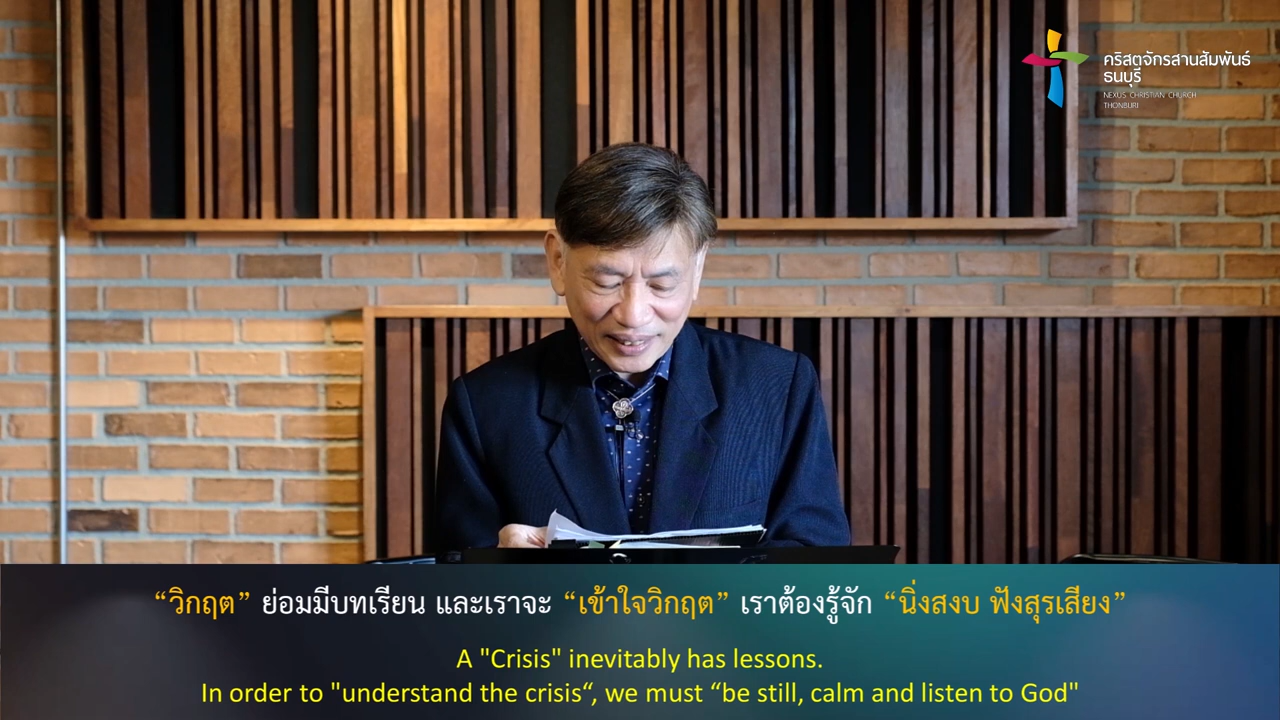 คริสตจักรสานสัมพันธ์
ธนบุรี
NEXUS CHRISTIAN CHURCH
THONBURI
“วิกฤต” ย่อมมีบทเรียน และเราจะ “เข้าใจวิกฤต” เราต้องรู้จัก “นิ่งสงบ ฟังสุรเสียง”
A "Crisis" inevitably has lessons.
In order to "understand the crisis“, we must “be still, calm and listen to God"